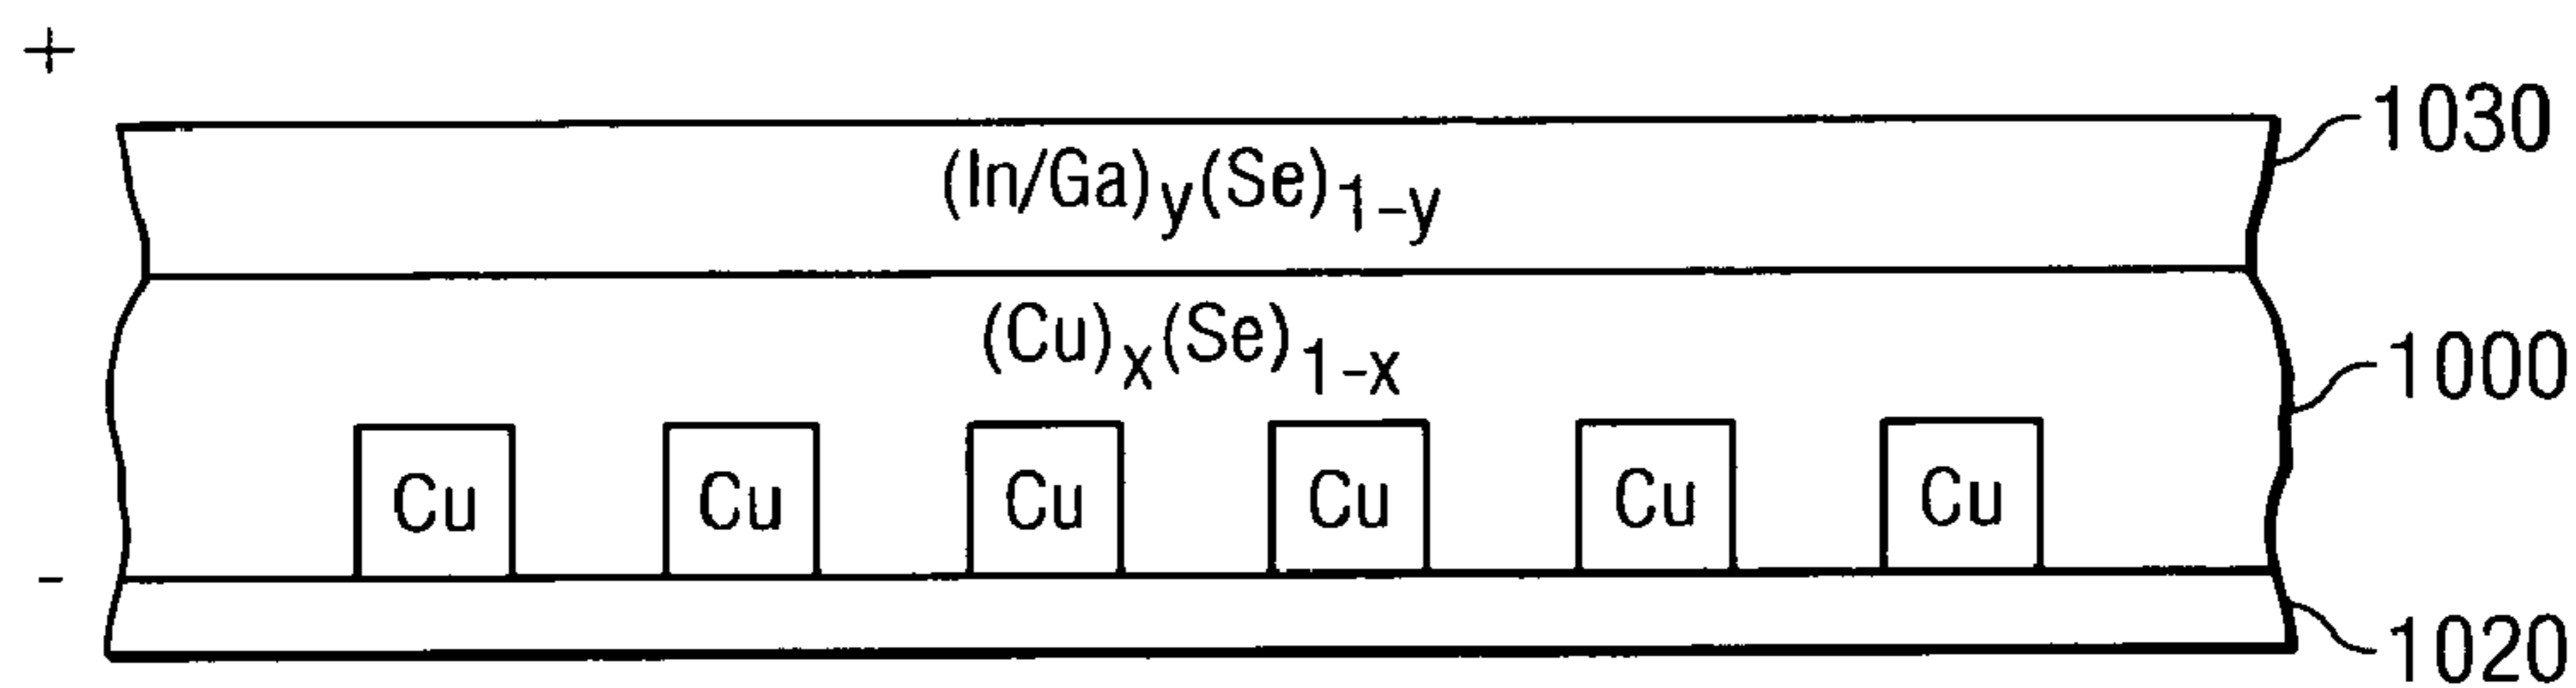 +
1030
(In/Ga)y(Se)1-y
(Cu)x(Se)1-x
1000
Cu Cu Cu Cu Cu Cu
-
1020